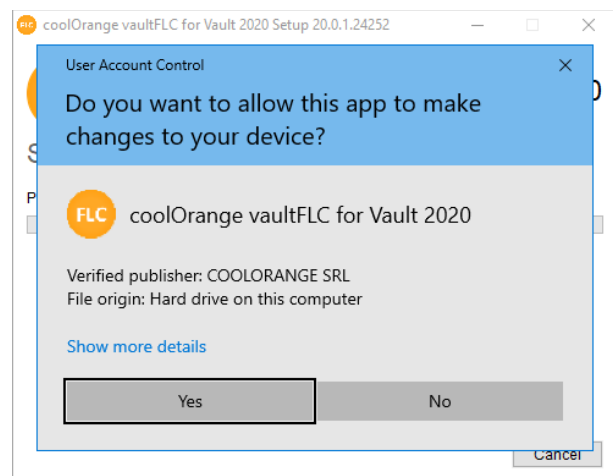 FLC coolOrange vaultFLC for Vault 2020 Setup 20.0.1.24252
User Account Control
Do you want to allow this app to make
changes to your device?
FLC coolOrange vaultFLC for Vault 2020
Verified publisher: COOLORANGE SRL
File origin: Hard drive on this computer
Show more details
Yes No
Cancel